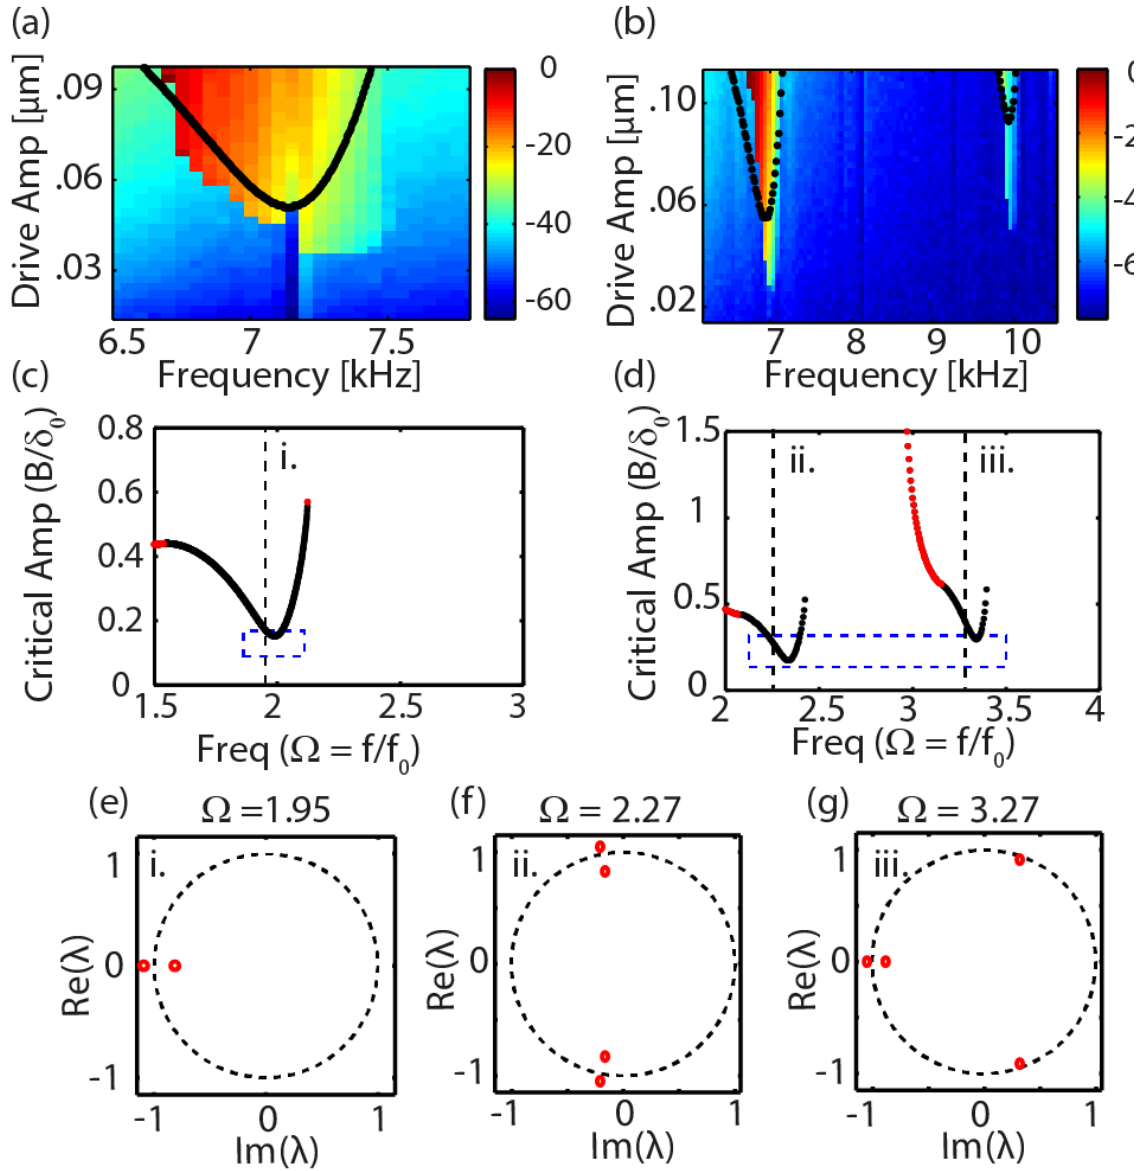 (a)
Drive Amp [μm]
.09
.06
.03
6.5 7 7.5
Frequency [kHz]
0
-20
-40
-60
(b)
Drive Amp [μm]
.10
.06
.02
7 8 9 10
Frequency [kHz]
0
-2
-4
-6
(c)
Critical Amp (B/δ0)
0.8
0.6
0.4
0.2
0
i.
1.5 2 2.5 3
Freq (Ω = f/f0)
(d)
Critical Amp (B/δ0)
1.5
1
0.5
0
ii. iii.
2 2.5 3 3.5 4
Freq (Ω = f/f0)
(e)
Ω =1.95
i.
Re(λ)
1
0
-1
-1 0 1
Im(λ)
(f)
Ω = 2.27
ii.
Re(λ)
1
0
-1
-1 0 1
Im(λ)
(g)
Ω = 3.27
iii.
Re(λ)
1
0
-1
-1 0 1
Im(λ)